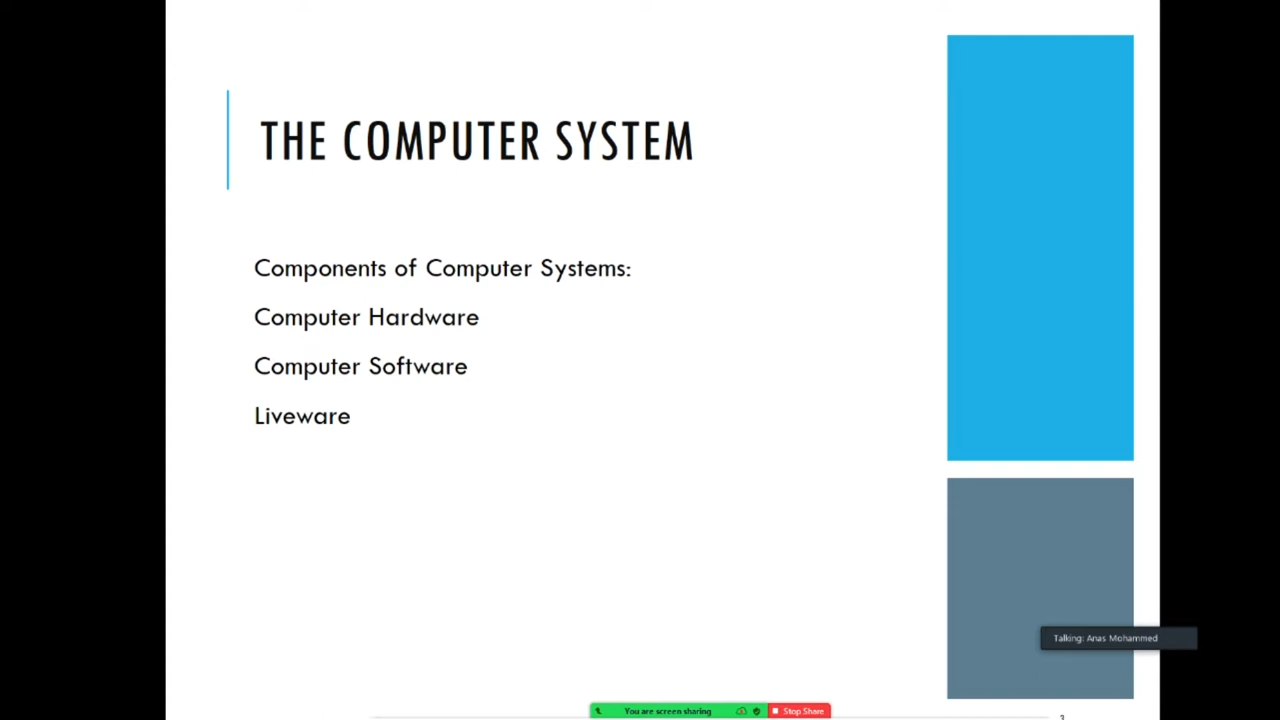 THE COMPUTER SYSTEM
Components of Computer Systems:
Computer Hardware
Computer Software
Liveware
Talking: Anas Mohammed
You are screen sharing
Stop Share
3